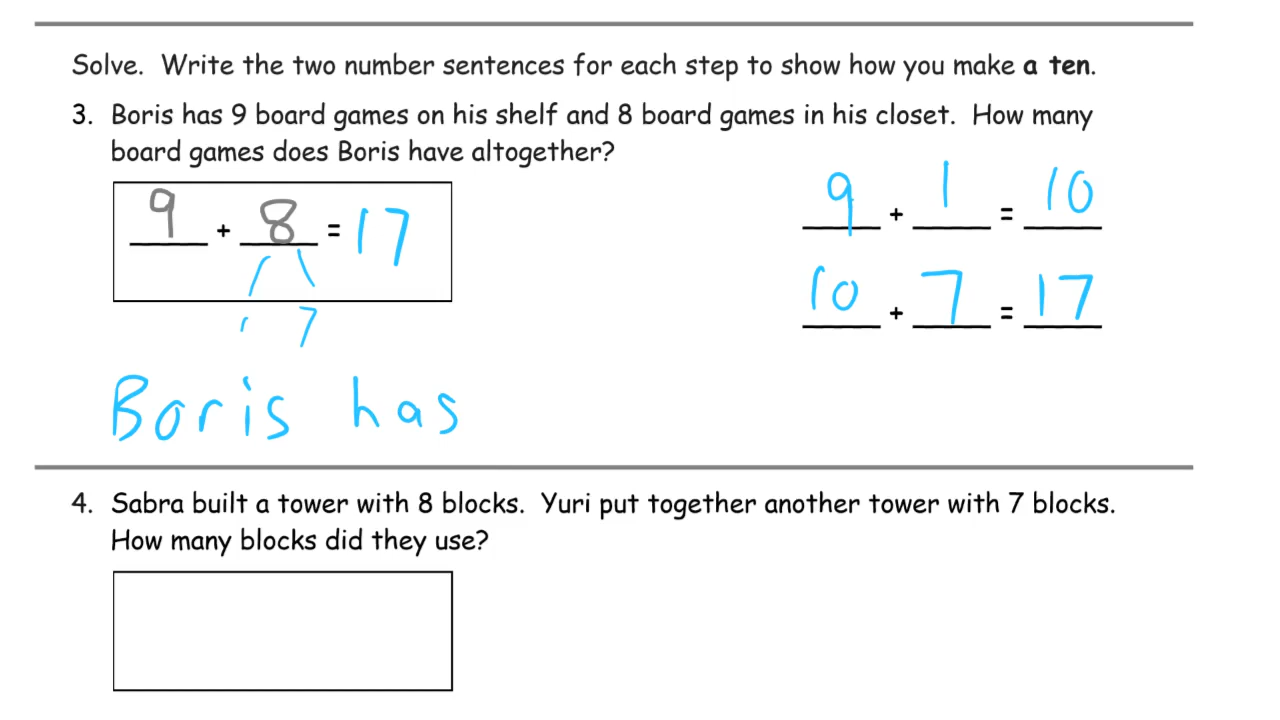 Solve. Write the two number sentences for each step to show how you make a ten.
3. Boris has 9 board games on his shelf and 8 board games in his closet. How many
board games does Boris have altogether?
9 + 8 = 17
1 7
9 + 1 = 10
10 + 7 = 17
Boris has
4. Sabra built a tower with 8 blocks. Yuri put together another tower with 7 blocks.
How many blocks did they use?